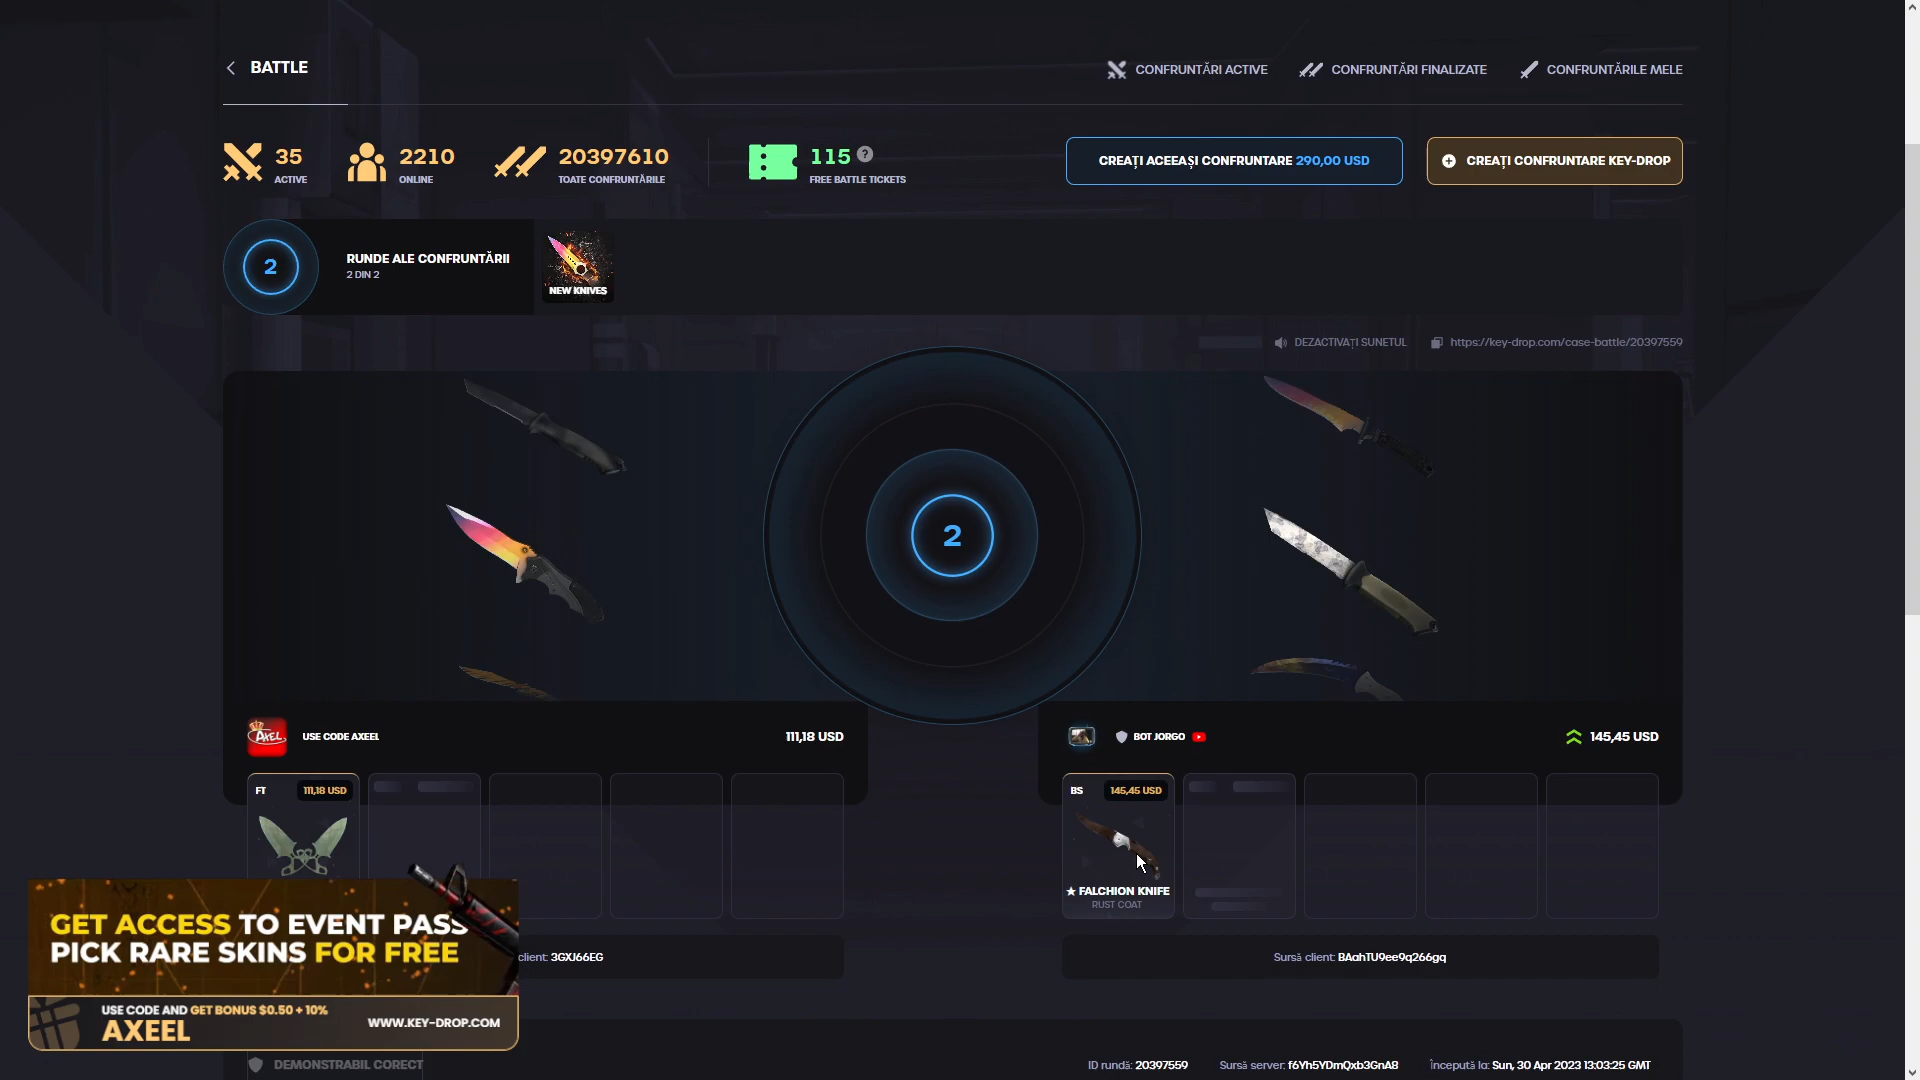 BATTLE
CONFRUNTĂRI ACTIVE
CONFRUNTĂRI FINALIZATE
CONFRUNTĂRILE MELE
35
ACTIVE
2210
ONLINE
20397610
TOATE CONFRUNTĂRILE
115 ?
FREE BATTLE TICKETS
CREAȚI ACEEAȘI CONFRUNTARE 290,00 USD
CREAȚI CONFRUNTARE KEY-DROP
2
RUNDE ALE CONFRUNTĂRII
2 DIN 2
NEW KNIVES
DEZACTIVAȚI SUNETUL
https://key-drop.com/case-battle/20397559
2
AXEL
USE CODE AXEEL
111,18 USD
BOT JORGO
145,45 USD
FT
111,18 USD
BS
145,45 USD
★ FALCHION KNIFE
RUST COAT
client: 3GXJ66EG
Sursă client: BAahTU9ee9q266gq
GET ACCESS TO EVENT PASS
PICK RARE SKINS FOR FREE
USE CODE AND GET BONUS $0.50 + 10%
AXEEL
WWW.KEY-DROP.COM
DEMONSTRABIL CORECT
ID rundă: 20397559
Sursă server: f6Yh5YDmQxb3GnA8
Începută la: Sun, 30 Apr 2023 13:03:25 GMT